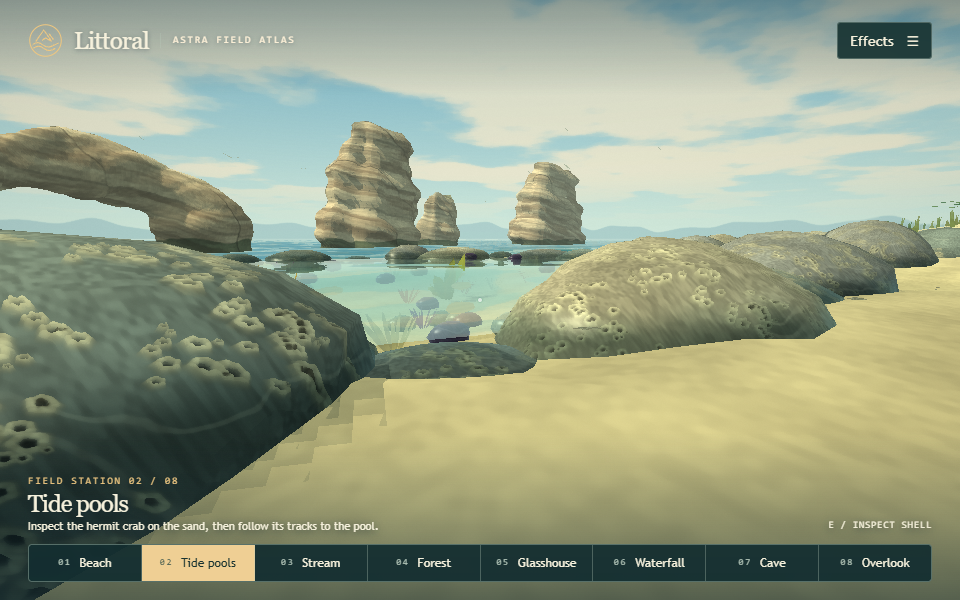 Littoral
ASTRA FIELD ATLAS
Effects
FIELD STATION 02 / 08
Tide pools
Inspect the hermit crab on the sand, then follow its tracks to the pool.
E / INSPECT SHELL
01 Beach
02 Tide pools
03 Stream
04 Forest
05 Glasshouse
06 Waterfall
07 Cave
08 Overlook